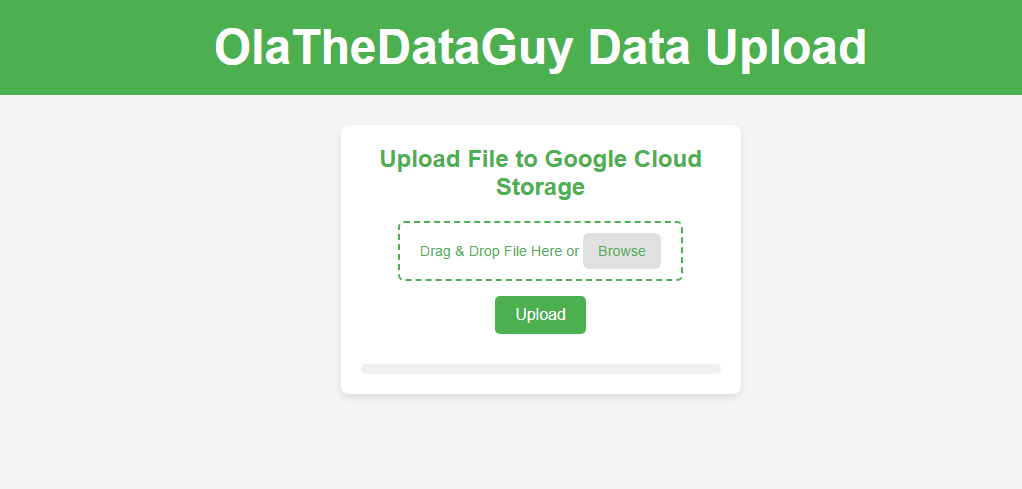 OlaTheDataGuy Data Upload
Upload File to Google Cloud
Storage
Drag & Drop File Here or Browse
Upload